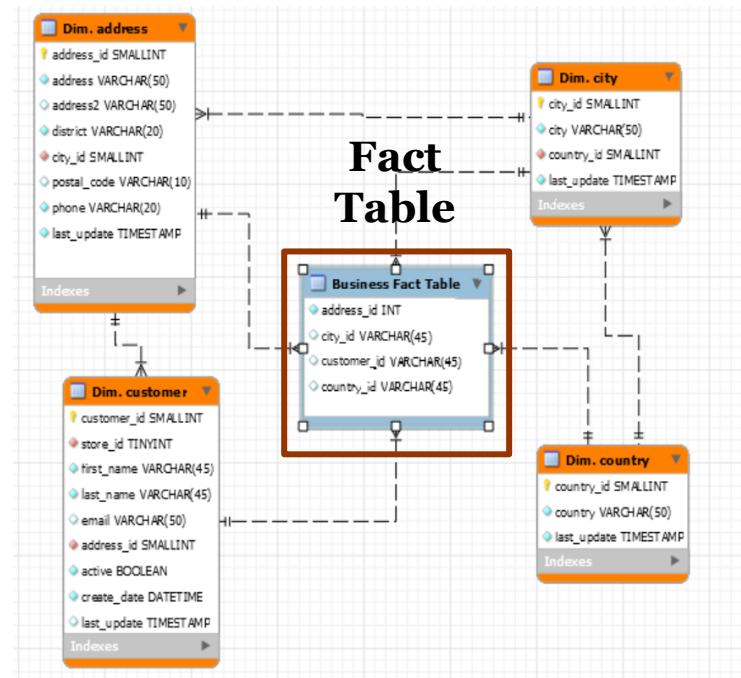 Dim. address
address_id SMALLINT
address VARCHAR(50)
address2 VARCHAR(50)
district VARCHAR(20)
city_id SMALLINT
postal_code VARCHAR(10)
phone VARCHAR(20)
last_update TIMESTAMP
Indexes
Dim. city
city_id SMALLINT
city VARCHAR(50)
country_id SMALLINT
last_update TIMESTAMP
Indexes
Fact
Table
Business Fact Table
address_id INT
city_id VARCHAR(45)
customer_id VARCHAR(45)
country_id VARCHAR(45)
Dim. customer
customer_id SMALLINT
store_id TINYINT
first_name VARCHAR(45)
last_name VARCHAR(45)
email VARCHAR(50)
address_id SMALLINT
active BOOLEAN
create_date DATETIME
last_update TIMESTAMP
Indexes
Dim. country
country_id SMALLINT
country VARCHAR(50)
last_update TIMESTAMP
Indexes